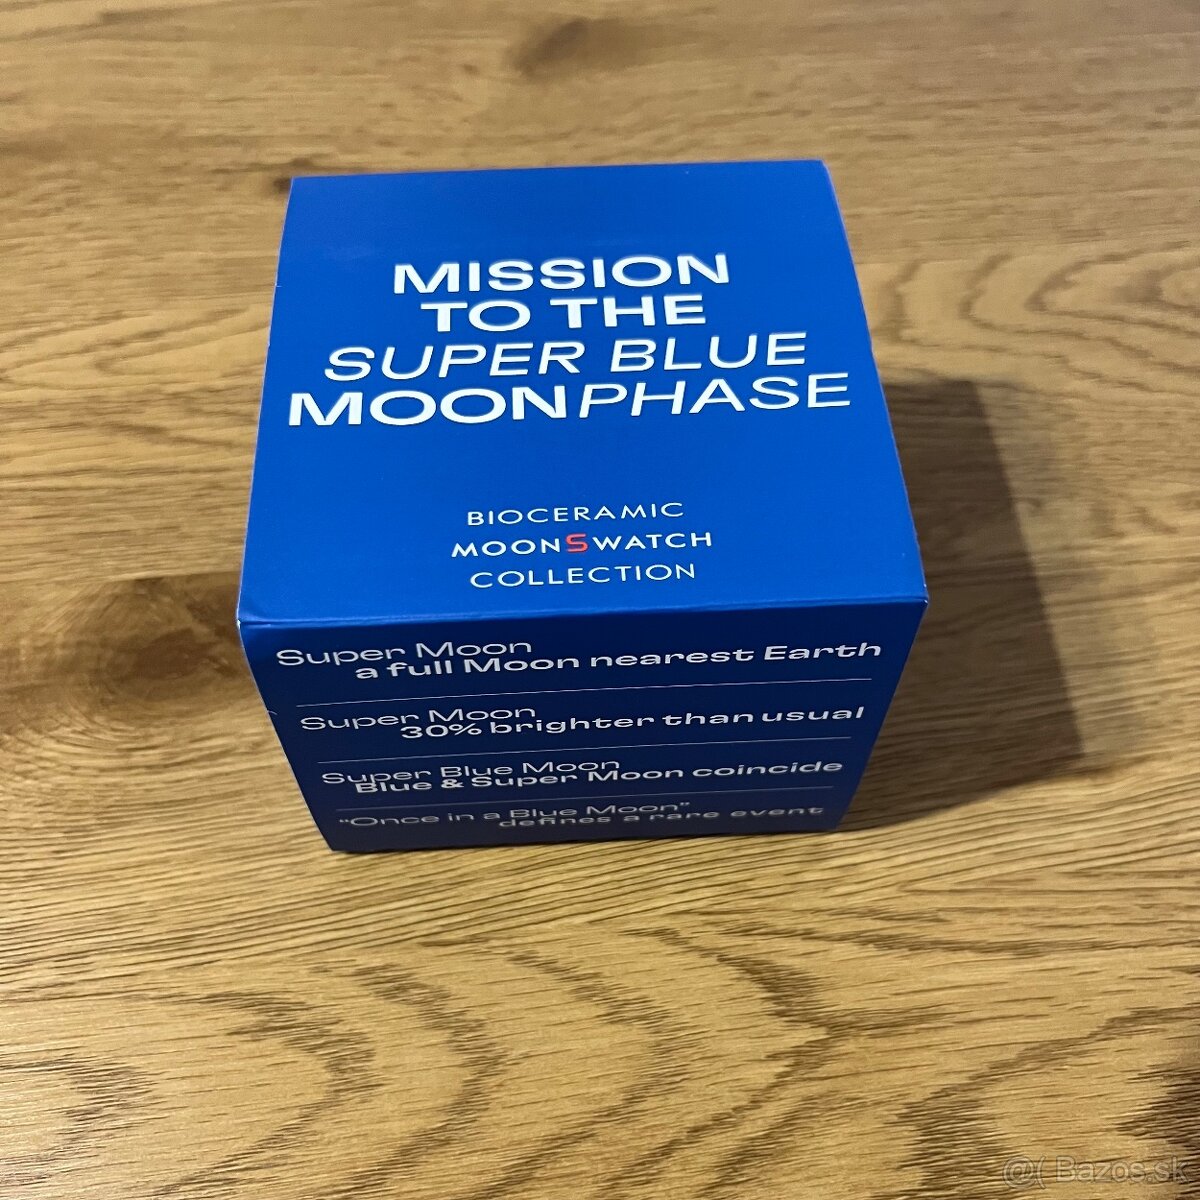 MISSION
TO THE
SUPER BLUE
MOONPHASE
BIOCERAMIC
MOONSWATCH
COLLECTION
Super Moon
a full Moon nearest Earth
Super Moon
30% brighter than usual
Super Blue Moon
Blue & Super Moon coincide
"Once in a Blue Moon"
defines a rare event
@( Bazos.sk